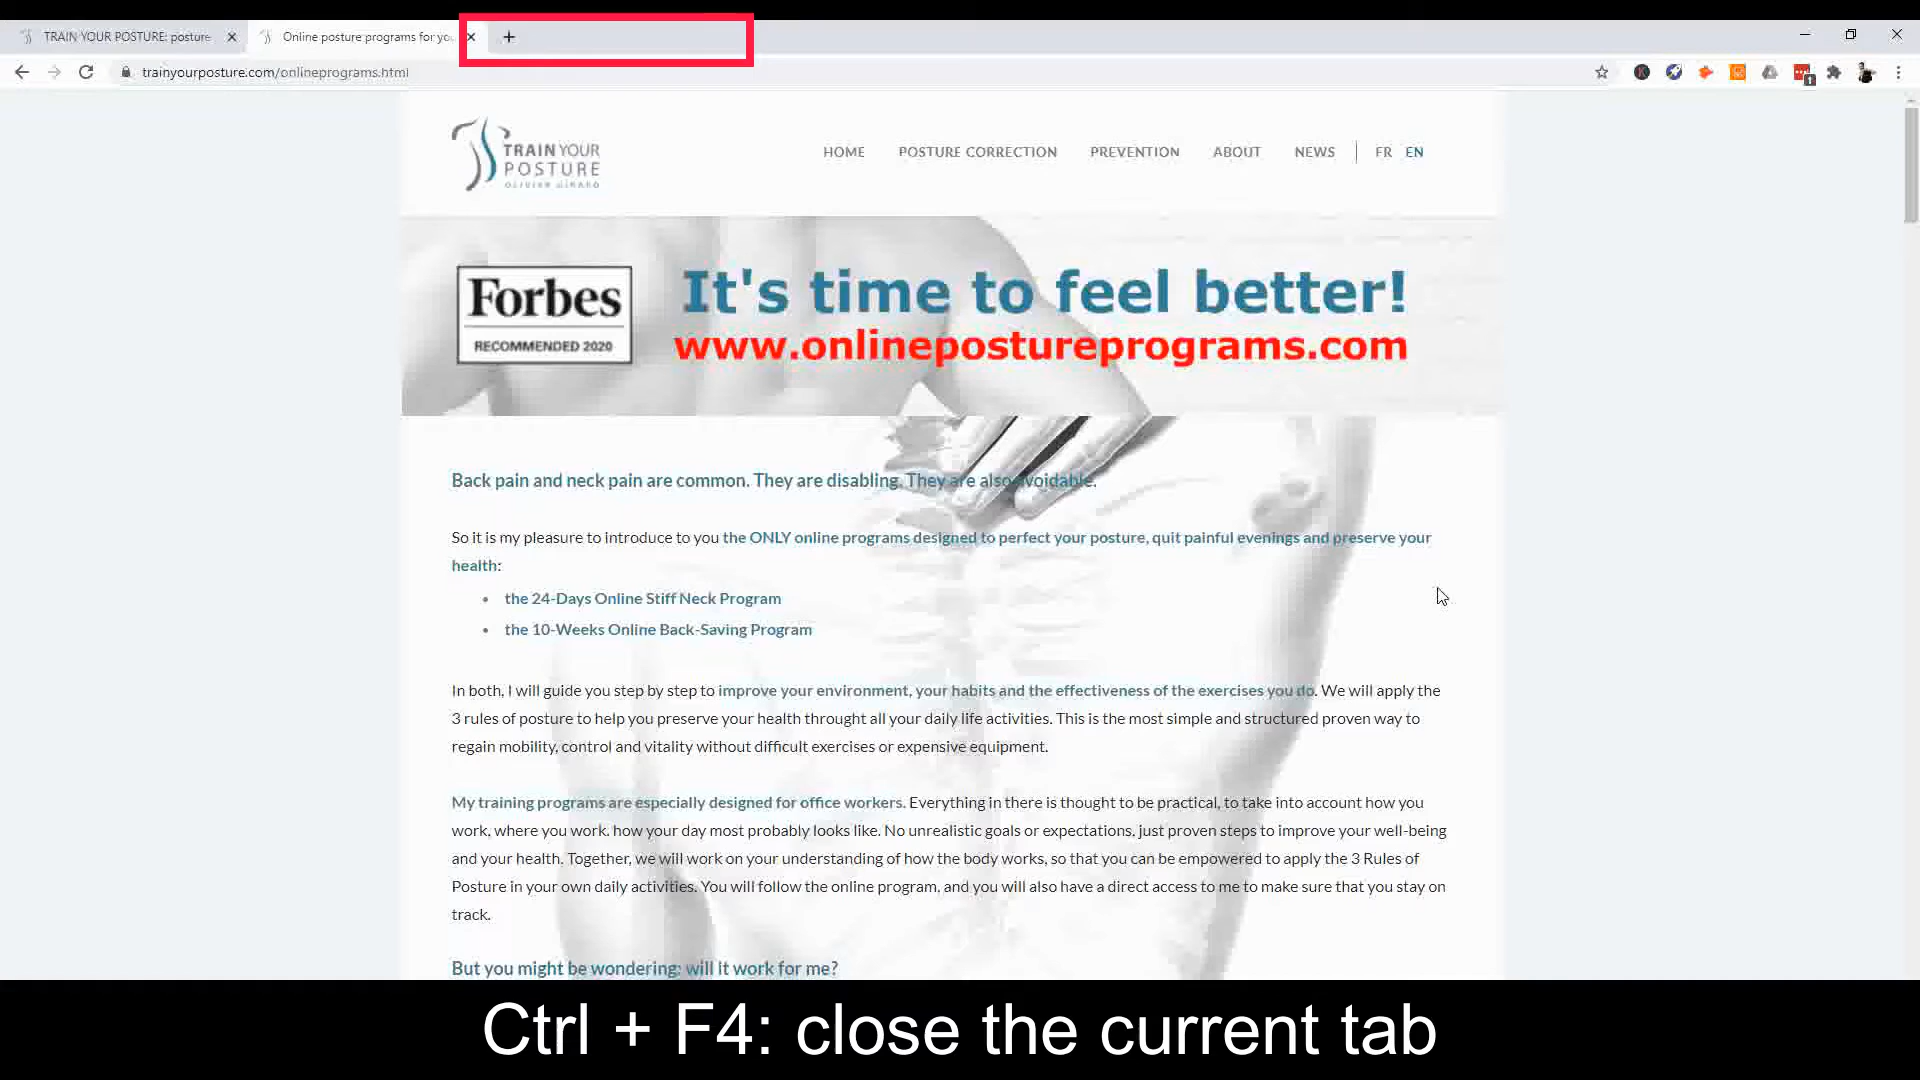 TRAIN YOUR POSTURE: posture
Online posture programs for you
trainyourposture.com/onlineprograms.html
TRAIN YOUR
POSTURE
OLIVIER GIRARD
HOME POSTURE CORRECTION PREVENTION ABOUT NEWS FR EN
Forbes
RECOMMENDED 2020
It's time to feel better!
www.onlinepostureprograms.com
Back pain and neck pain are common. They are disabling. They are also avoidable.
So it is my pleasure to introduce to you the ONLY online programs designed to perfect your posture, quit painful evenings and preserve your
health:
• the 24-Days Online Stiff Neck Program
• the 10-Weeks Online Back-Saving Program
In both, I will guide you step by step to improve your environment, your habits and the effectiveness of the exercises you do. We will apply the
3 rules of posture to help you preserve your health throught all your daily life activities. This is the most simple and structured proven way to
regain mobility, control and vitality without difficult exercises or expensive equipment.
My training programs are especially designed for office workers. Everything in there is thought to be practical, to take into account how you
work, where you work, how your day most probably looks like. No unrealistic goals or expectations, just proven steps to improve your well-being
and your health. Together, we will work on your understanding of how the body works, so that you can be empowered to apply the 3 Rules of
Posture in your own daily activities. You will follow the online program, and you will also have a direct access to me to make sure that you stay on
track.
But you might be wondering: will it work for me?
Ctrl + F4: close the current tab